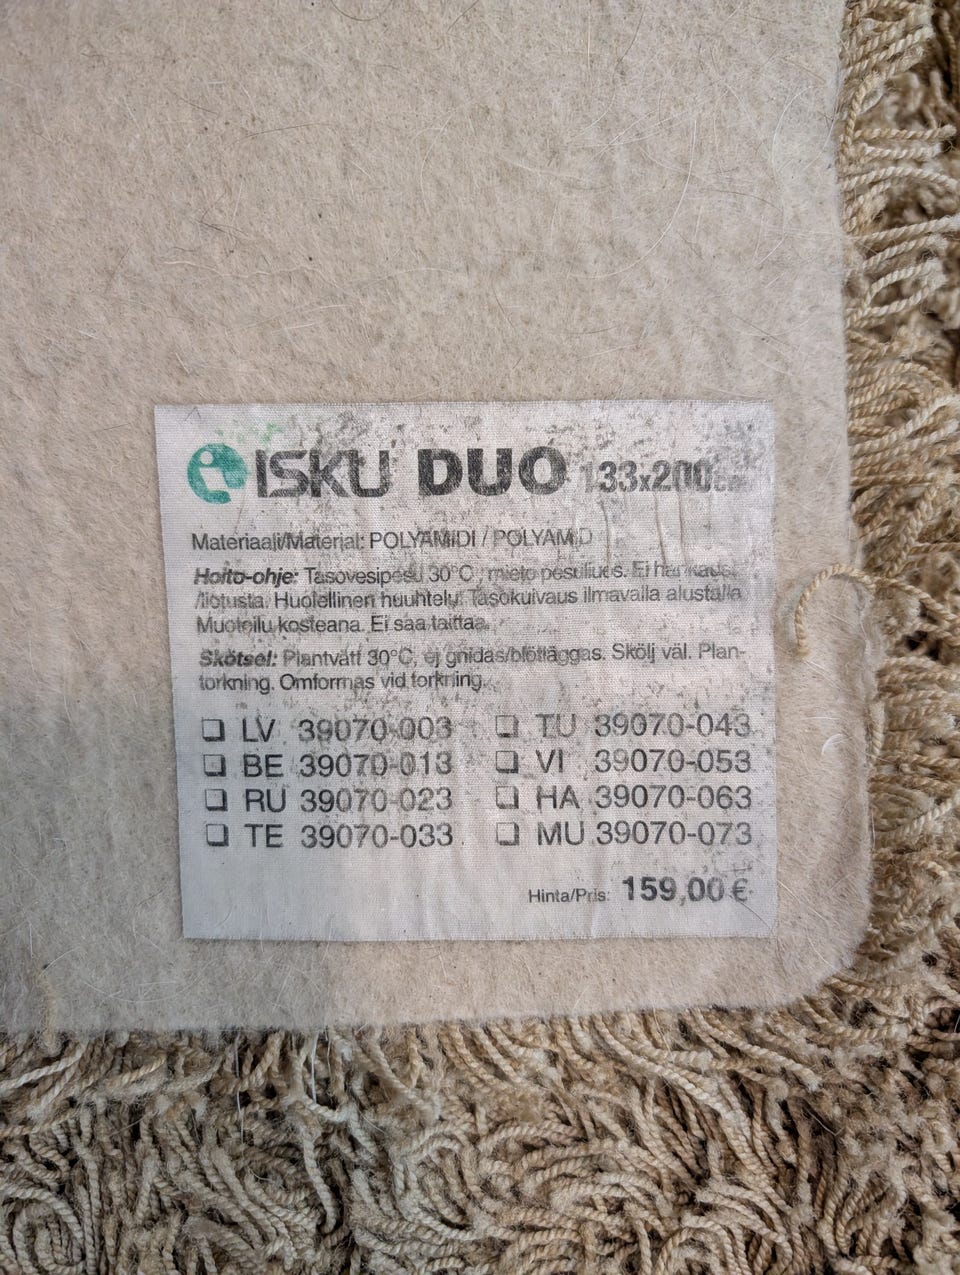 ISKU DUO 133x200cm
Materiaali/Material: POLYAMIDI / POLYAMID
Hoito-ohje: Tasovesipesu 30°C, mieto pesuliuos. Ei hankausta
/liotusta. Huolellinen huuhtelu. Tasokuivaus ilmavalla alustalla.
Muotoilu kosteana. Ei saa taittaa.
Skötsel: Plantvätt 30°C, ej gnidas/blötläggas. Skölj väl. Plan-
torkning. Omformas vid torkning.
❏ LV 39070-003 ❏ TU 39070-043
❏ BE 39070-013 ❏ VI 39070-053
❏ RU 39070-023 ❏ HA 39070-063
❏ TE 39070-033 ❏ MU 39070-073
Hinta/Pris: 159,00 €